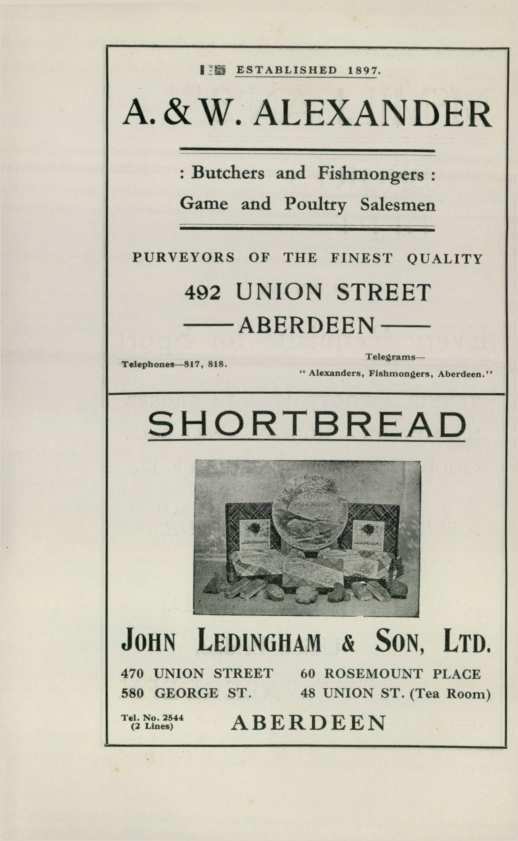 ESTABLISHED 1897.
A. & W. ALEXANDER
: Butchers and Fishmongers :
Game and Poultry Salesmen
PURVEYORS OF THE FINEST QUALITY
492 UNION STREET
— ABERDEEN —
Telephones—817, 818.
Telegrams—
" Alexanders, Fishmongers, Aberdeen."
SHORTBREAD
JOHN LEDINGHAM & SON, LTD.
470 UNION STREET 60 ROSEMOUNT PLACE
580 GEORGE ST. 48 UNION ST. (Tea Room)
Tel. No. 2544
(2 Lines)
ABERDEEN